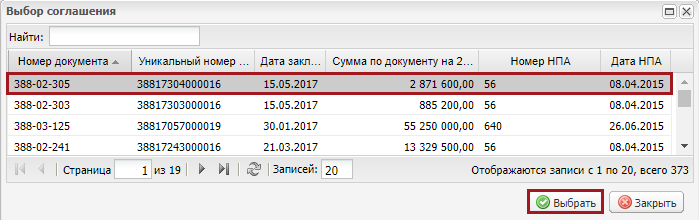 Выбор соглашения
Найти:
Номер документа Уникальный номер ... Дата закл... Сумма по документу на 2... Номер НПА Дата НПА
388-02-305 38817304000016 15.05.2017 2 871 600,00 56 08.04.2015
388-02-303 38817303000016 15.05.2017 885 200,00 56 08.04.2015
388-03-125 38817057000019 30.01.2017 55 250 000,00 640 26.06.2015
388-02-241 38817243000016 21.03.2017 13 329 500,00 56 08.04.2015
Страница 1 из 19 Записей: 20 Отображаются записи с 1 по 20, всего 373
Выбрать Закрыть